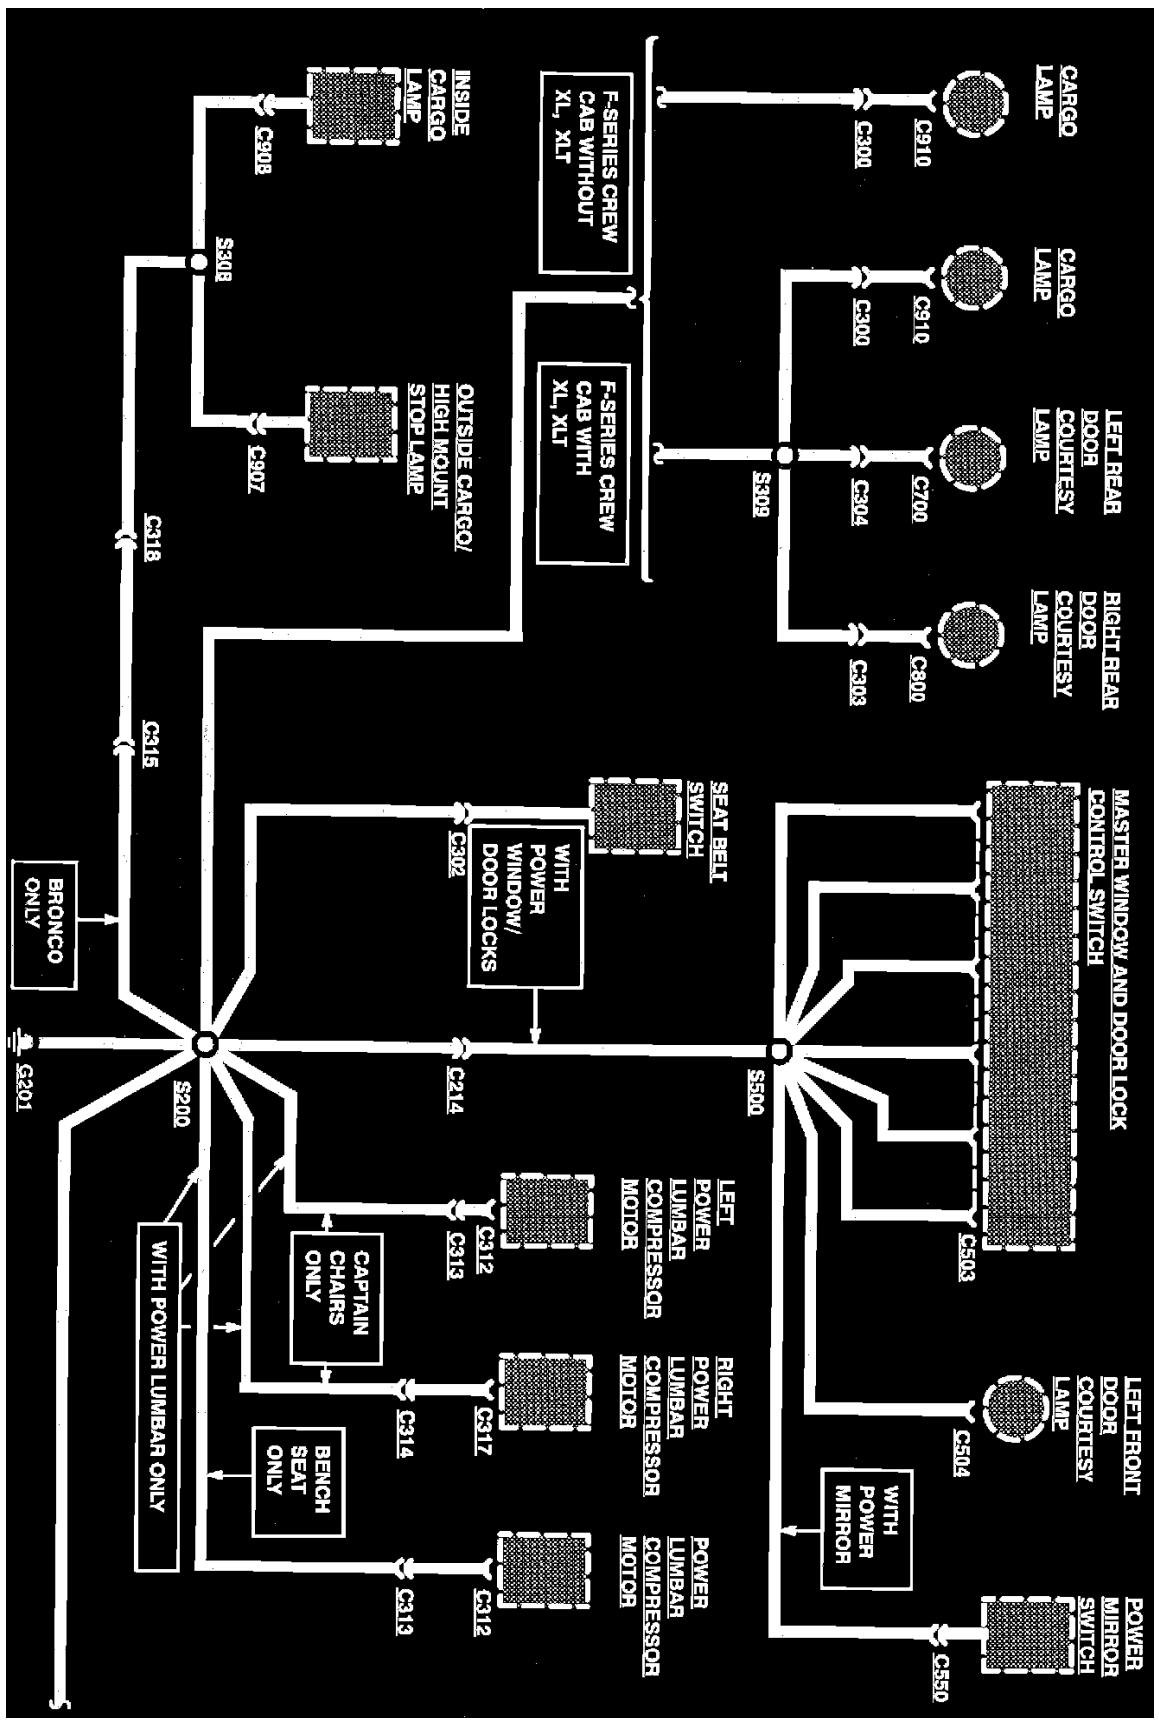 CARGO
LAMP
C910
C300
CARGO
LAMP
C910
C300
LEFT REAR
DOOR
COURTESY
LAMP
C700
C304
RIGHT REAR
DOOR
COURTESY
LAMP
C800
C303
S309
MASTER WINDOW AND DOOR LOCK
CONTROL SWITCH
C503
LEFT FRONT
DOOR
COURTESY
LAMP
C504
POWER
MIRROR
SWITCH
C550
WITH
POWER
MIRROR
S500
F-SERIES CREW
CAB WITHOUT
XL, XLT
F-SERIES CREW
CAB WITH
XL, XLT
SEAT BELT
SWITCH
C302
WITH
POWER
WINDOW/
DOOR LOCKS
C214
LEFT
POWER
LUMBAR
COMPRESSOR
MOTOR
C312
C313
RIGHT
POWER
LUMBAR
COMPRESSOR
MOTOR
C317
C314
POWER
LUMBAR
COMPRESSOR
MOTOR
C312
C313
INSIDE
CARGO
LAMP
C908
OUTSIDE CARGO/
HIGH MOUNT
STOP LAMP
C907
S308
CAPTAIN
CHAIRS
ONLY
BENCH
SEAT
ONLY
C318
C315
S200
WITH POWER LUMBAR ONLY
BRONCO
ONLY
G201